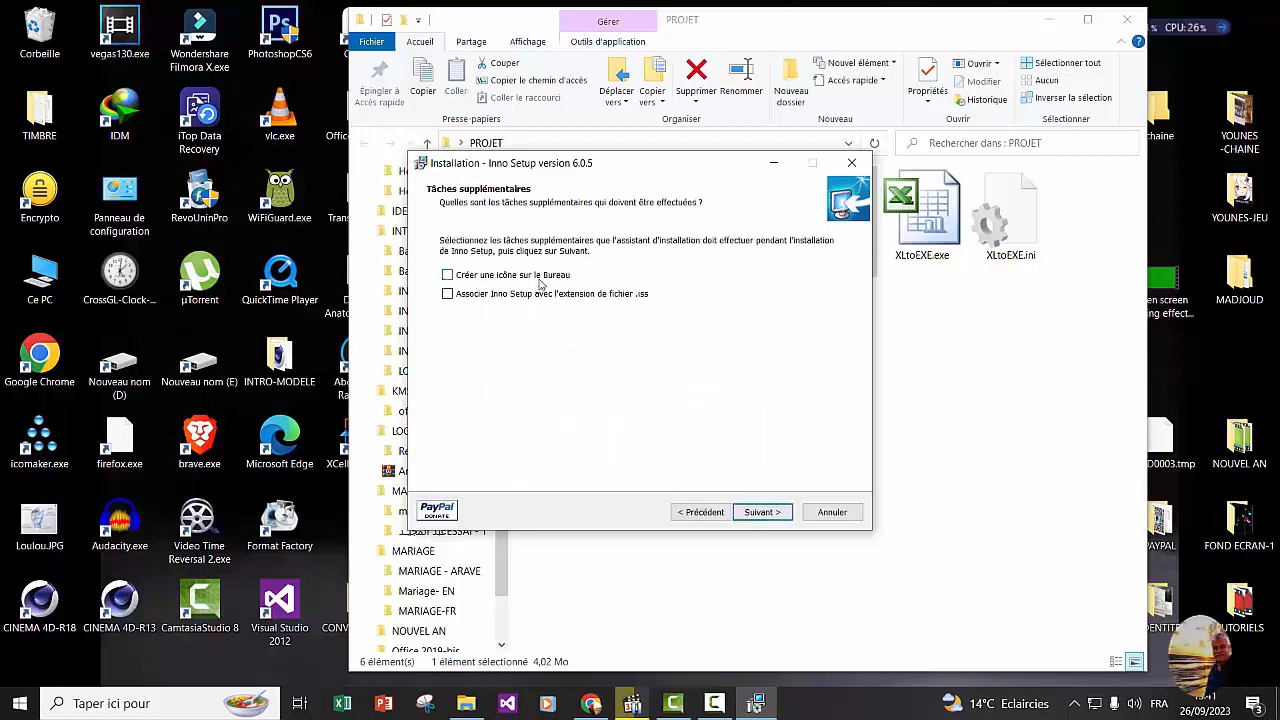 Gérer
PROJET
% CPU: 26%
Fichier
Accueil
Partage
Affichage
Outils d'application
Épingler à
Accès rapide
Copier
Coller
Couper
Copier le chemin d'accès
Coller le raccourci
Presse-papiers
Déplacer
vers
Copier
vers
Supprimer
Renommer
Organiser
Nouveau
dossier
Nouvel élément
Accès rapide
Nouveau
Propriétés
Ouvrir
Modifier
Historique
Ouvrir
Sélectionner tout
Aucun
Inverser la sélection
Sélectionner
> PROJET
Rechercher dans : PROJET
Corbeille
vegas130.exe
Wondershare
Filmora X.exe
PhotoshopCS6
TIMBRE
IDM
iTop Data
Recovery
vlc.exe
Encrypto
Panneau de
configuration
RevoUninPro
WiFiGuard.exe
Ce PC
CrossGL-Clock-...
µTorrent
QuickTime Player
Google Chrome
Nouveau nom
(D)
Nouveau nom (E)
INTRO-MODELE
icomaker.exe
firefox.exe
brave.exe
Microsoft Edge
LoulouJPG
Audacity.exe
Video Time
Reversal 2.exe
Format Factory
CINEMA 4D-R18
CINEMA 4D-R13
CamtasiaStudio 8
Visual Studio
2012
Installation - Inno Setup version 6.0.5
Tâches supplémentaires
Quelles sont les tâches supplémentaires qui doivent être effectuées ?
Sélectionnez les tâches supplémentaires que l'assistant d'installation doit effectuer pendant l'installation
de Inno Setup, puis cliquez sur Suivant.
Créer une icône sur le Bureau
Associer Inno Setup avec l'extension de fichier .iss
PayPal
DONATE
< Précédent
Suivant >
Annuler
XLtoEXE.exe
XLtoEXE.ini
MARIAGE
MARIAGE - ARAVE
Mariage- EN
MARIAGE-FR
NOUVEL AN
Office 2019-bis
6 élément(s)
1 élément sélectionné 4,02 Mo
YOUNES
-CHAINE
YOUNES-JEU
MADJOUD
NOUVEL AN
FOND ECRAN-1
Taper ici pour
14°C Eclaircies
FRA
26/09/2023